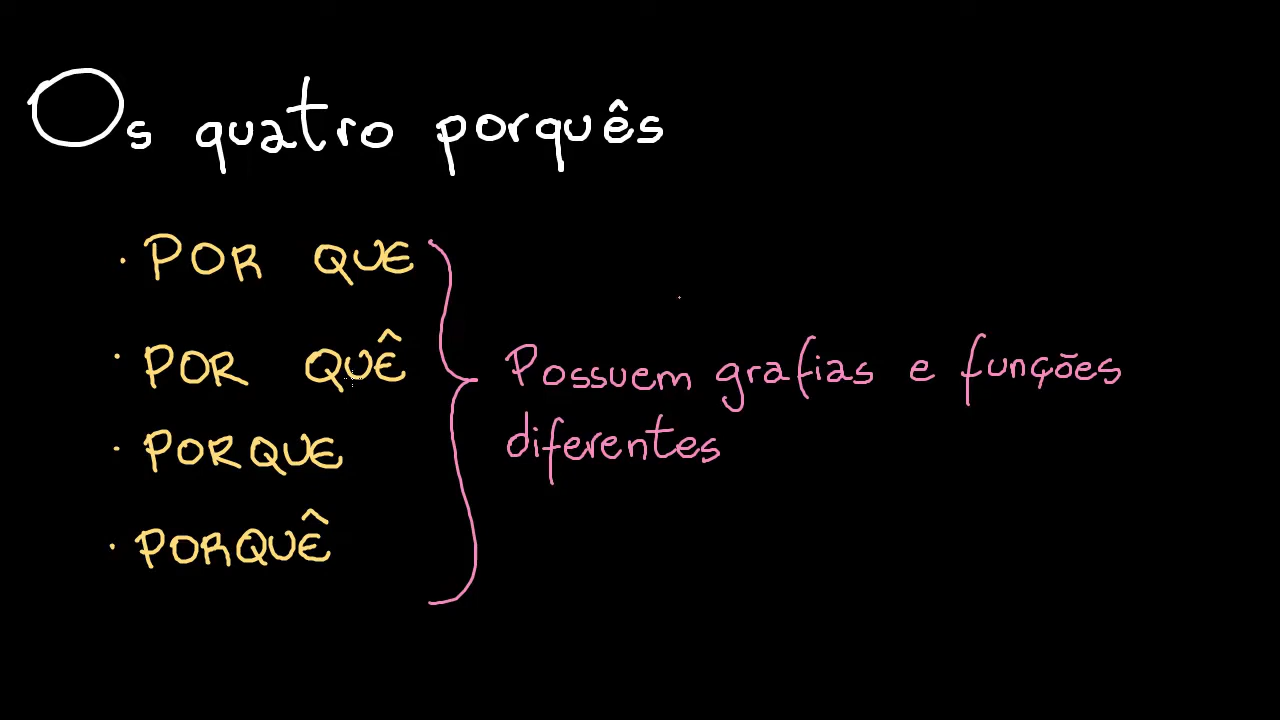 Os quatro porquês
· POR QUE
· POR QUÊ
· PORQUE
· PORQUÊ
Possuem grafias e funções
diferentes